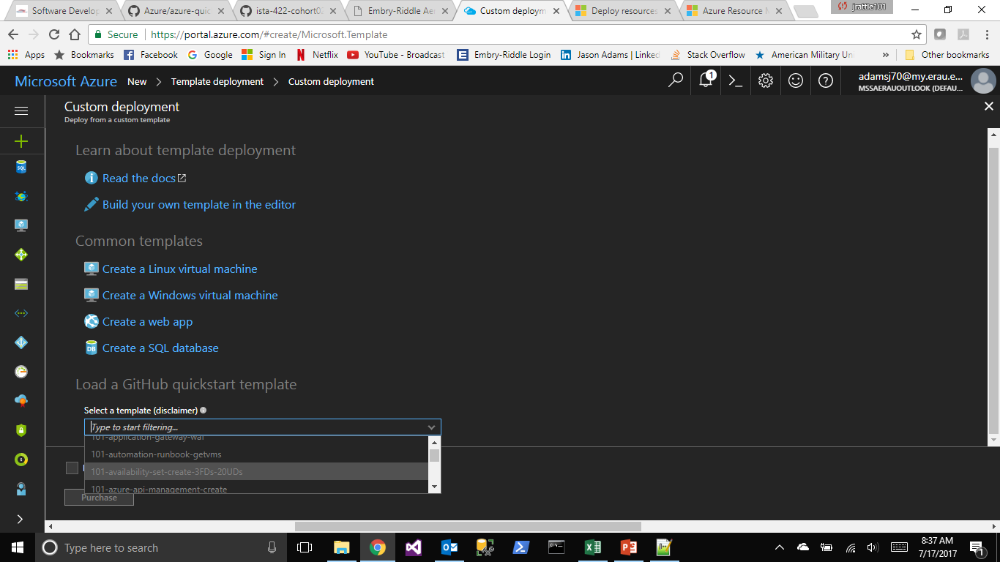 Software Develop
Azure/azure-quic
ista-422-cohort02
Embry-Riddle Aer
Custom deploym
Deploy resources
Azure Resource M
jrattle101
Secure
https://portal.azure.com/#create/Microsoft.Template
Apps
Bookmarks
Facebook
Google
Sign In
Netflix
YouTube - Broadcast
Embry-Riddle Login
Jason Adams | Linked
Stack Overflow
American Military Uni
»
Other bookmarks
Microsoft Azure
New
Template deployment
Custom deployment
1
adamsj70@my.erau.e...
MSSAERAUOUTLOOK (DEFAU...
Custom deployment
Deploy from a custom template
Learn about template deployment
Read the docs
Build your own template in the editor
Common templates
Create a Linux virtual machine
Create a Windows virtual machine
Create a web app
Create a SQL database
Load a GitHub quickstart template
Select a template (disclaimer)
Type to start filtering...
101-application-gateway-waf
101-automation-runbook-getvms
101-availability-set-create-3FDs-20UDs
101-azure-api-management-create
Purchase
Type here to search
8:37 AM
7/17/2017
1